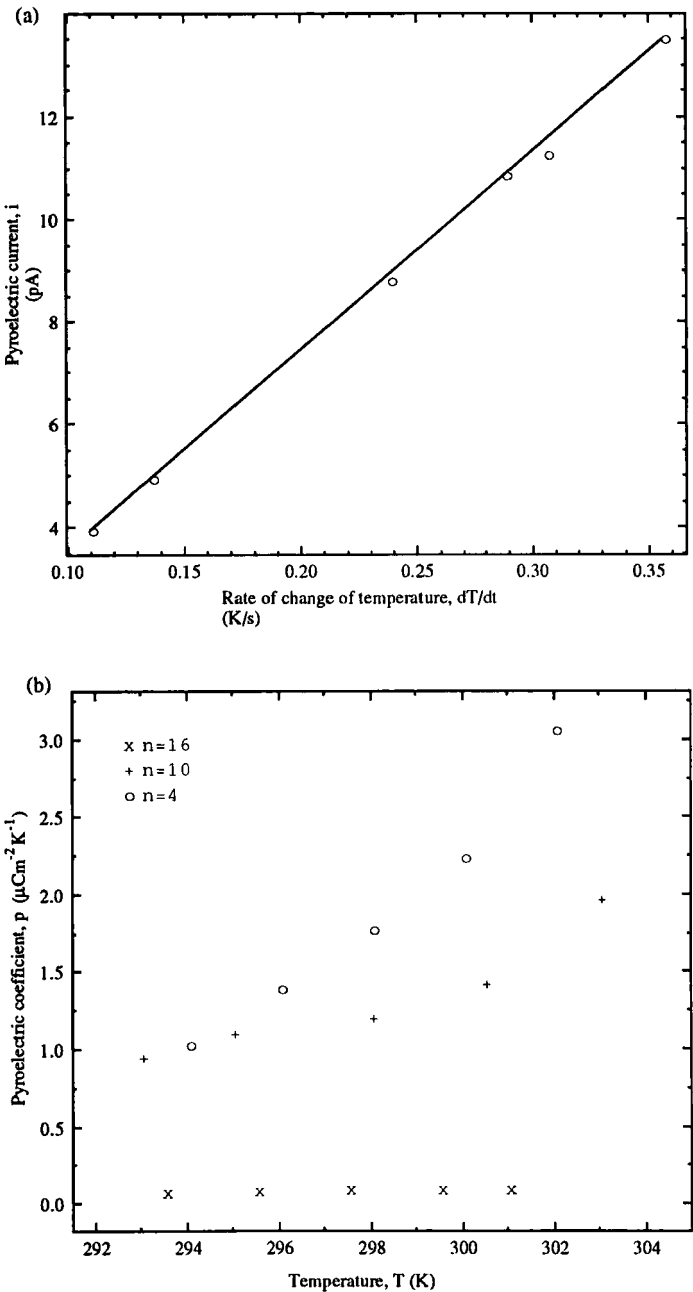 (a)
Pyroelectric current, i
(pA)
12
10
8
6
4
0.10 0.15 0.20 0.25 0.30 0.35
Rate of change of temperature, dT/dt
(K/s)
(b)
Pyroelectric coefficient, p (μCm⁻²K⁻¹)
3.0
2.5
2.0
1.5
1.0
0.5
0.0
x n=16
+ n=10
o n=4
292 294 296 298 300 302 304
Temperature, T (K)